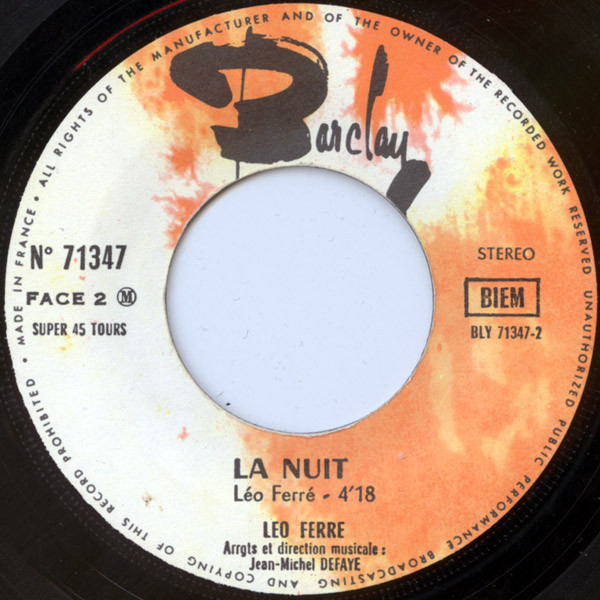 • MADE IN FRANCE • ALL RIGHTS OF THE MANUFACTURER AND OF THE OWNER OF THE RECORDED WORK RESERVED UNAUTHORIZED PUBLIC PERFORMANCE BROADCASTING AND COPYING OF THIS RECORD PROHIBITED
Barclay
N° 71347
FACE 2 M
SUPER 45 TOURS
STEREO
BIEM
BLY 71347-2
LA NUIT
Léo Ferré - 4'18
LEO FERRE
Arrgts et direction musicale :
Jean-Michel DEFAYE